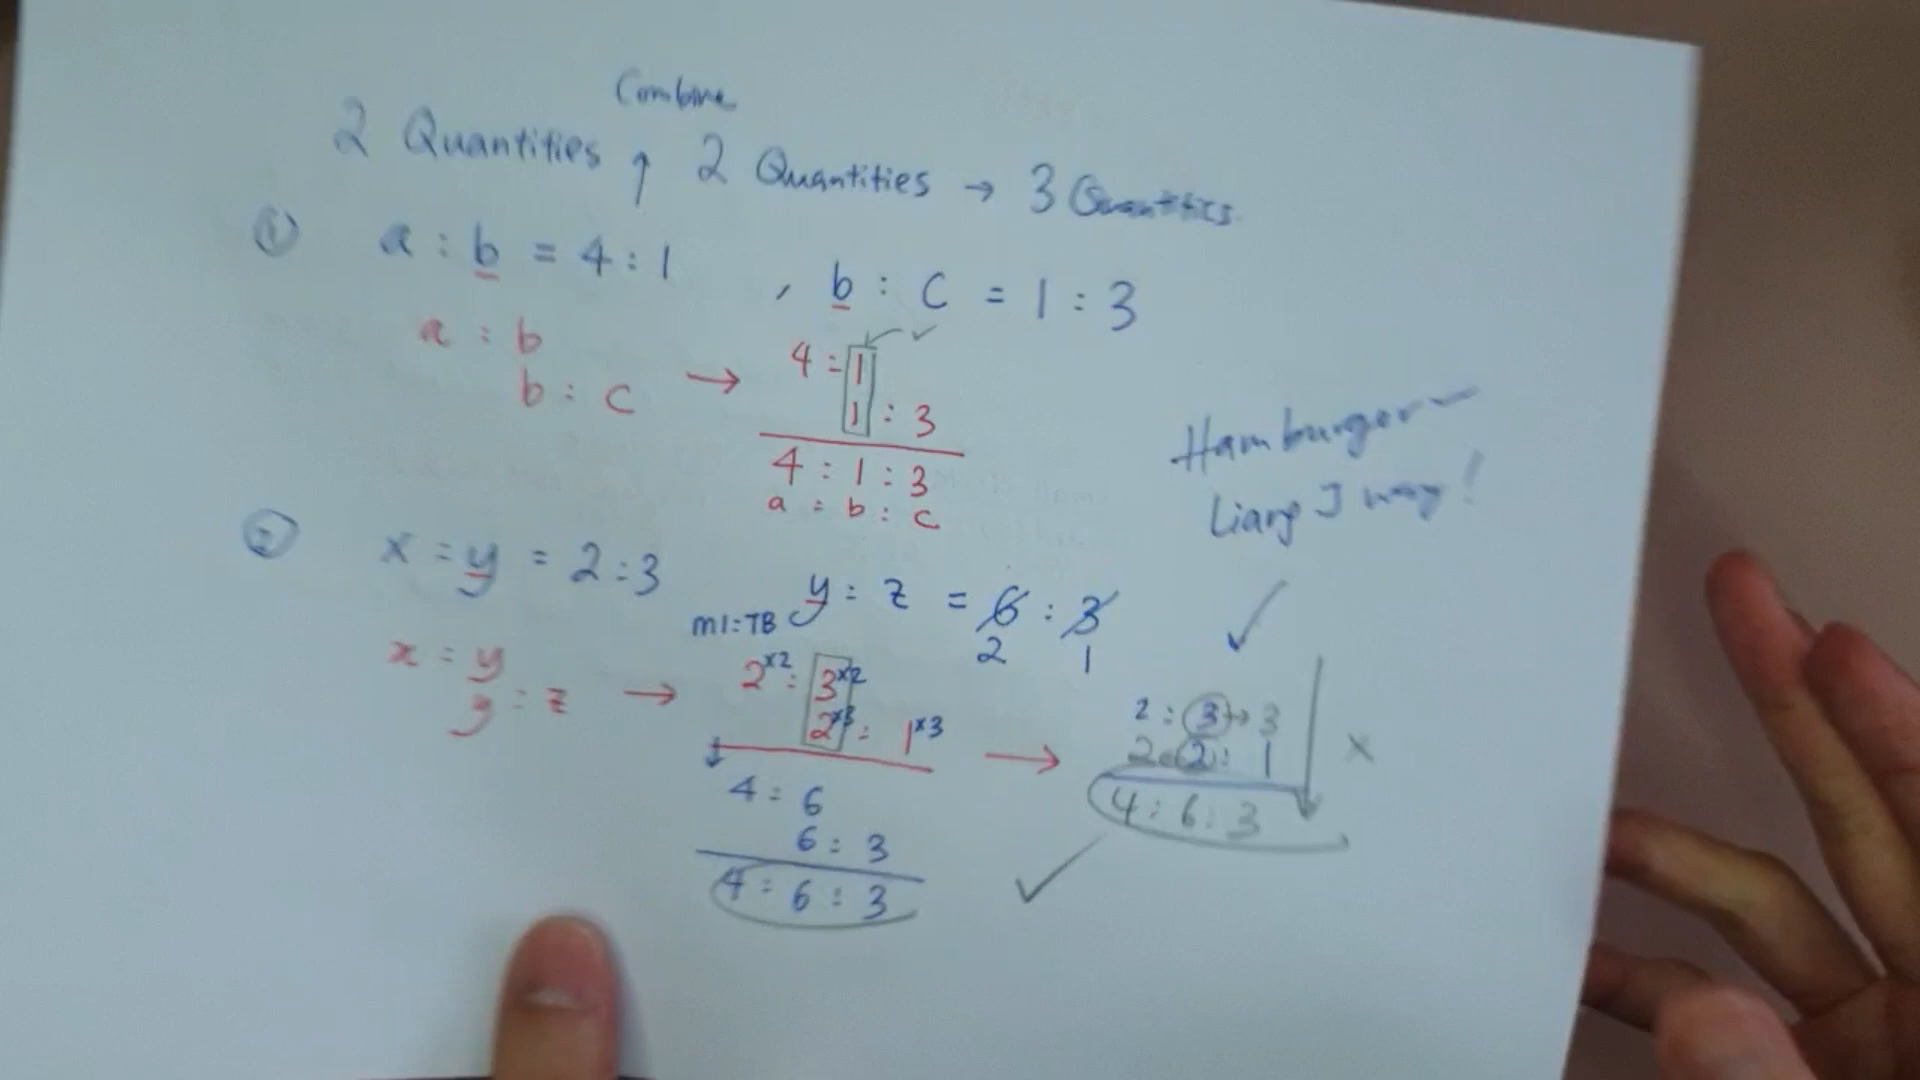 Combine
2 Quantities ↑ 2 Quantities → 3 Quantities
① a : b = 4 : 1 , b : c = 1 : 3
a : b
b : c
→
4 : 1 ✓
1 : 3
4 : 1 : 3
a : b : c
Hamburger
Liang J way!
② x : y = 2 : 3
y : z = 6 : 3
2 1
M1: TB
x : y
y : z
→
2×2 : 3×2
2×3 : 1×3
4 : 6
6 : 3
4 : 6 : 3
→
✓
2 : 3 → 3
2 ← 2 : 1
×
4 : 6 : 3
✓